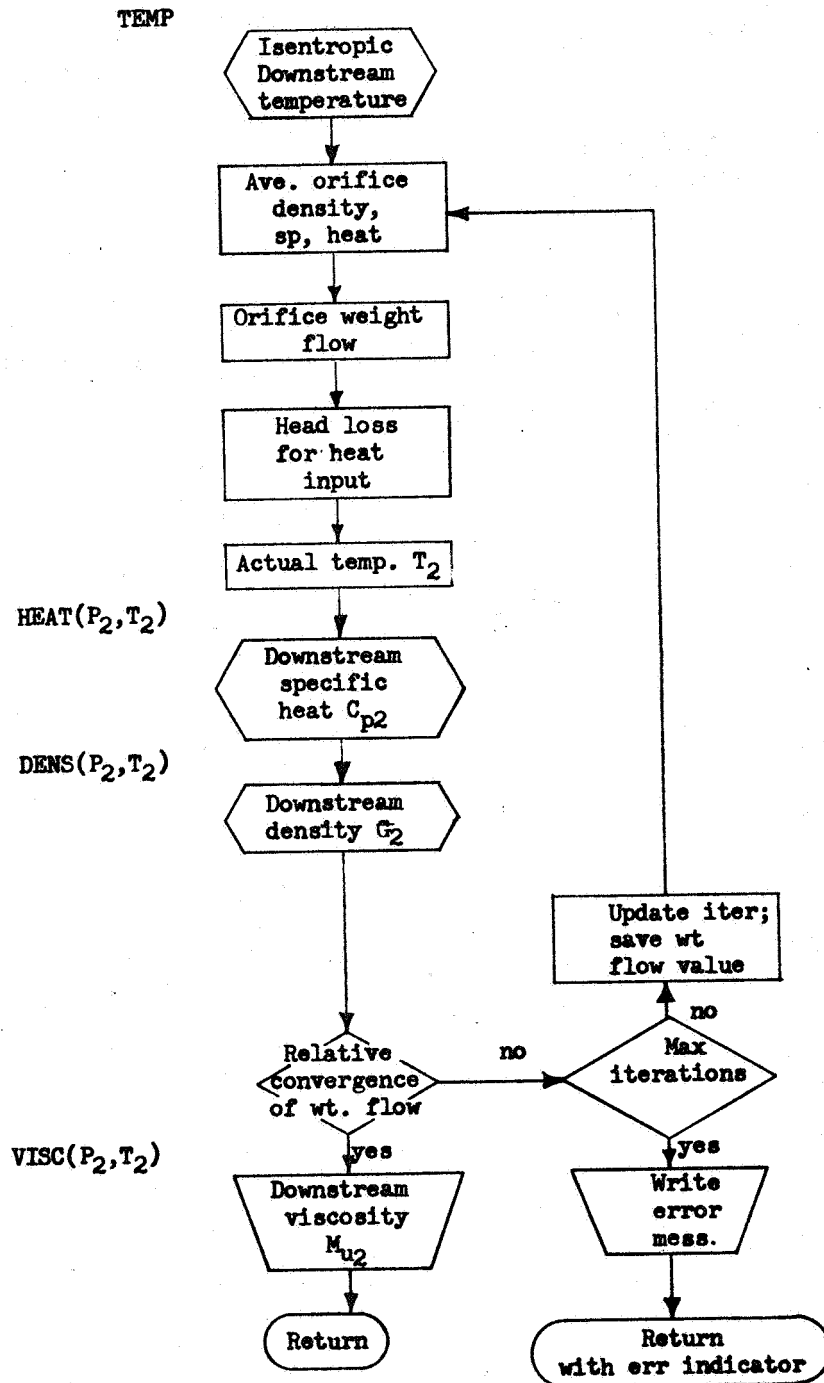 TEMP
Isentropic
Downstream
temperature
Ave. orifice
density,
sp, heat
Orifice weight
flow
Head loss
for heat
input
Actual temp. T₂
HEAT(P₂,T₂)
Downstream
specific
heat Cₚ₂
DENS(P₂,T₂)
Downstream
density G₂
Update iter;
save wt
flow value
no
Relative
convergence
of wt. flow
no
Max
iterations
VISC(P₂,T₂)
yes
yes
Downstream
viscosity
Mᵤ₂
Write
error
mess.
Return
Return
with err indicator